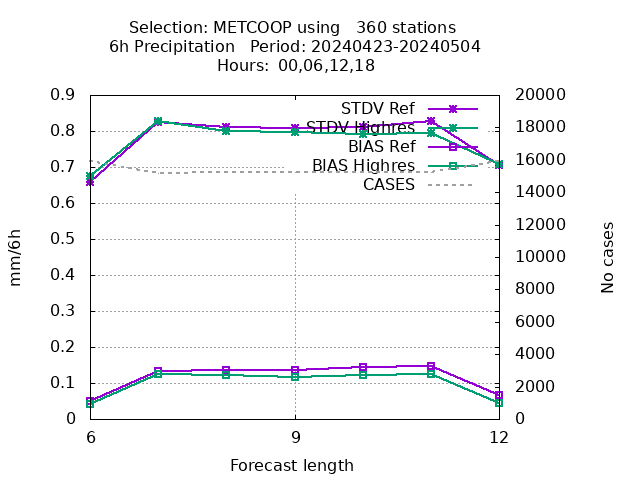 Selection: METCOOP using   360 stations
6h Precipitation   Period: 20240423-20240504
Hours:  00,06,12,18
0.9
0.8
0.7
0.6
0.5
0.4
0.3
0.2
0.1
0
mm/6h
STDV Ref
STDV Highres
BIAS Ref
BIAS Highres
CASES
20000
18000
16000
14000
12000
10000
8000
6000
4000
2000
0
No cases
6
9
12
Forecast length